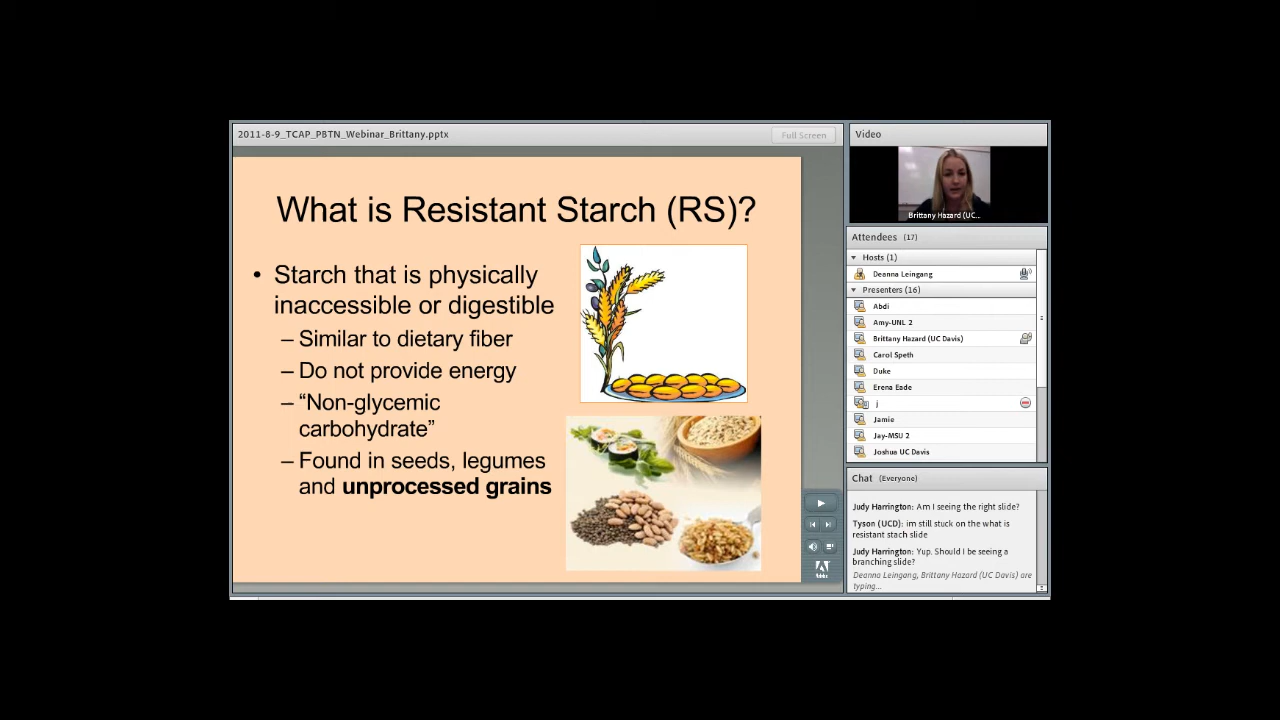 2011-8-9_TCAP_PBTN_Webinar_Brittany.pptx
Full Screen
What is Resistant Starch (RS)?
• Starch that is physically
inaccessible or digestible
– Similar to dietary fiber
– Do not provide energy
– “Non-glycemic
carbohydrate”
– Found in seeds, legumes
and unprocessed grains
Adobe
Video
Brittany Hazard (UC...
Attendees (17)
Hosts (1)
Deanna Leingang
Presenters (16)
Abdi
Amy-UNL 2
Brittany Hazard (UC Davis)
Carol Speth
Duke
Erena Eade
j
Jamie
Jay-MSU 2
Joshua UC Davis
Chat (Everyone)
Judy Harrington: Am I seeing the right slide?
Tyson (UCD): im still stuck on the what is
resistant stach slide
Judy Harrington: Yup. Should I be seeing a
branching slide?
Deanna Leingang, Brittany Hazard (UC Davis) are
typing...